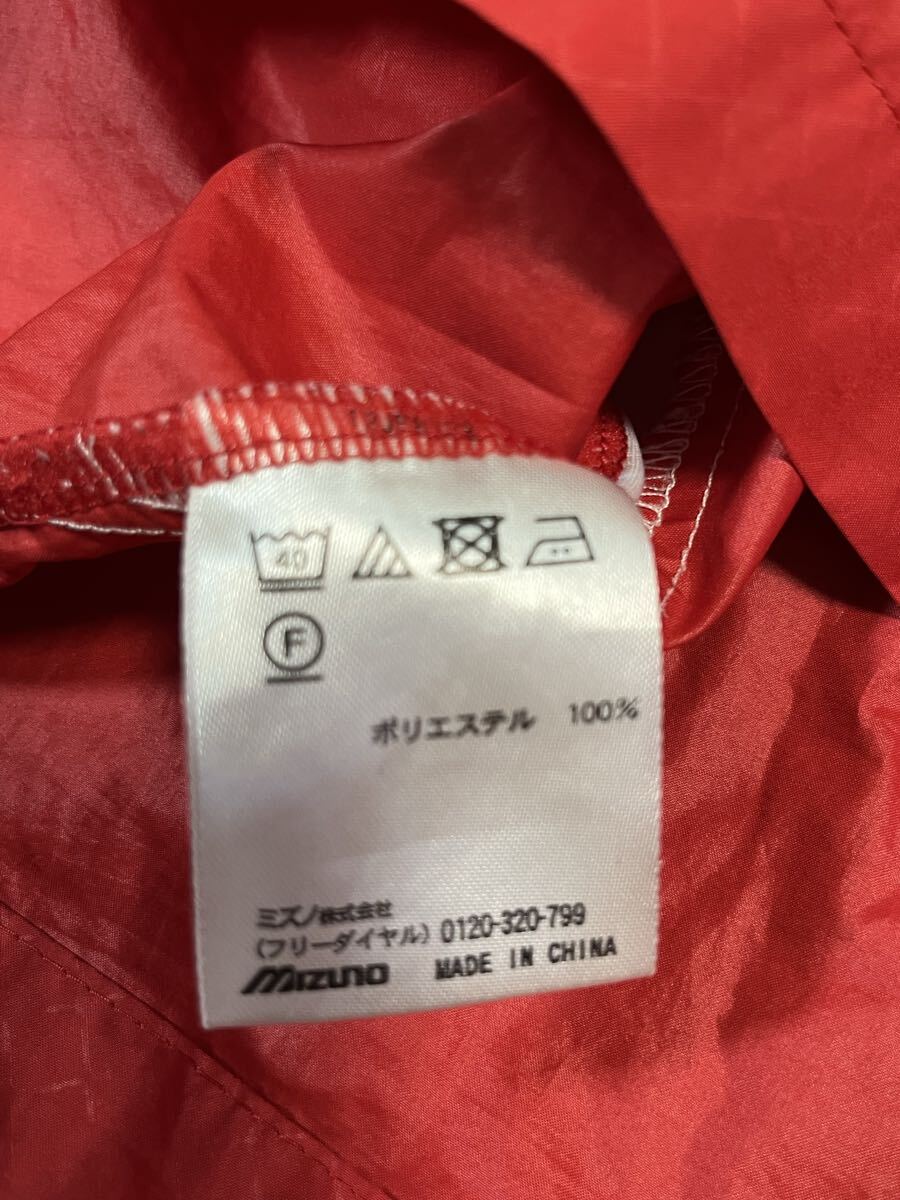 40
F
ポリエステル 100%
ミズノ株式会社
(フリーダイヤル) 0120-320-799
MIZUNO MADE IN CHINA